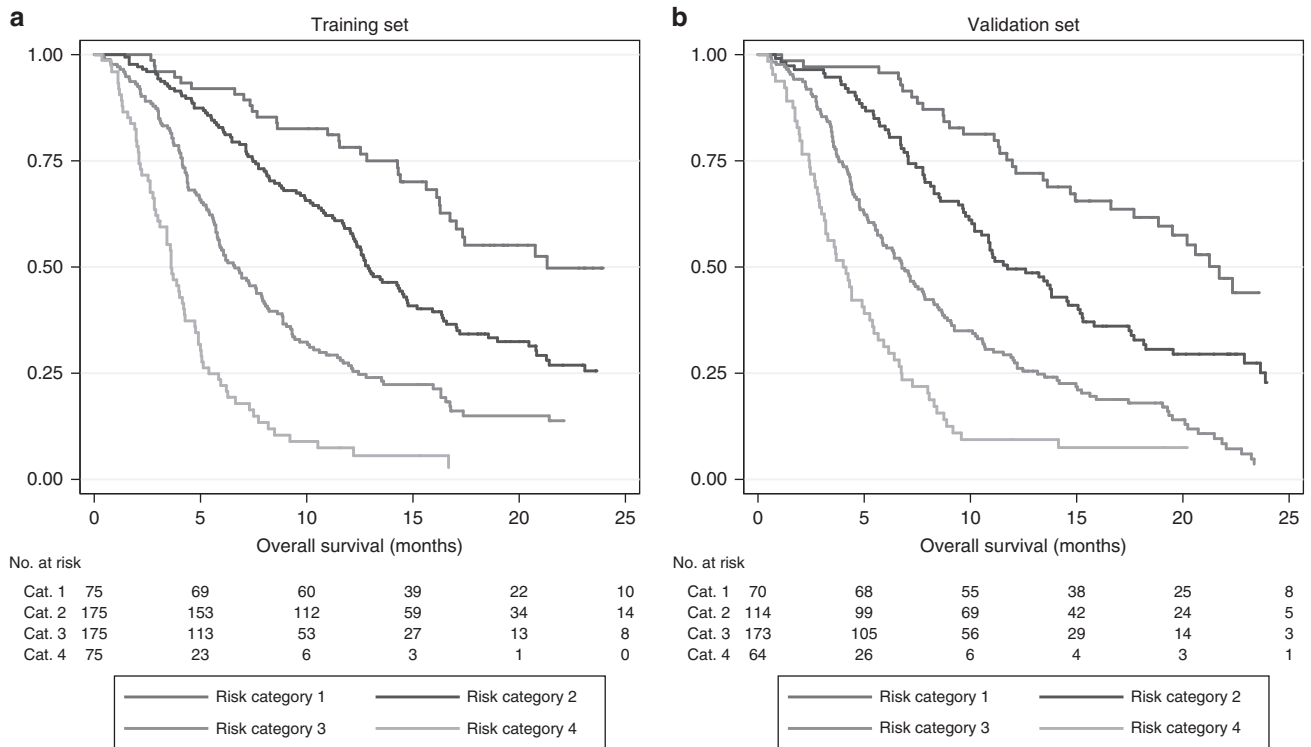 a
Training set
1.00
0.75
0.50
0.25
0.00
0 5 10 15 20 25
Overall survival (months)
No. at risk
Cat. 1 75 69 60 39 22 10
Cat. 2 175 153 112 59 34 14
Cat. 3 175 113 53 27 13 8
Cat. 4 75 23 6 3 1 0
Risk category 1 Risk category 2
Risk category 3 Risk category 4
b
Validation set
1.00
0.75
0.50
0.25
0.00
0 5 10 15 20 25
Overall survival (months)
No. at risk
Cat. 1 70 68 55 38 25 8
Cat. 2 114 99 69 42 24 5
Cat. 3 173 105 56 29 14 3
Cat. 4 64 26 6 4 3 1
Risk category 1 Risk category 2
Risk category 3 Risk category 4